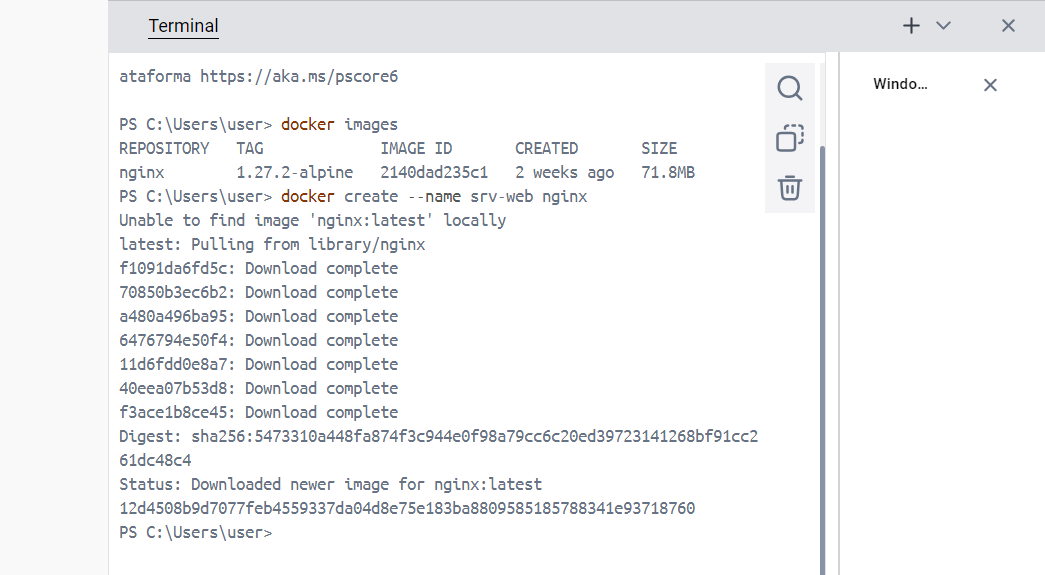 Terminal
Windo...
ataforma https://aka.ms/pscore6
PS C:\Users\user> docker images
REPOSITORY   TAG             IMAGE ID       CREATED       SIZE
nginx        1.27.2-alpine   2140dad235c1   2 weeks ago   71.8MB
PS C:\Users\user> docker create --name srv-web nginx
Unable to find image 'nginx:latest' locally
latest: Pulling from library/nginx
f1091da6fd5c: Download complete
70850b3ec6b2: Download complete
a480a496ba95: Download complete
6476794e50f4: Download complete
11d6fdd0e8a7: Download complete
40eea07b53d8: Download complete
f3ace1b8ce45: Download complete
Digest: sha256:5473310a448fa874f3c944e0f98a79cc6c20ed39723141268bf91cc2
61dc48c4
Status: Downloaded newer image for nginx:latest
12d4508b9d7077feb4559337da04d8e75e183ba8809585185788341e93718760
PS C:\Users\user>